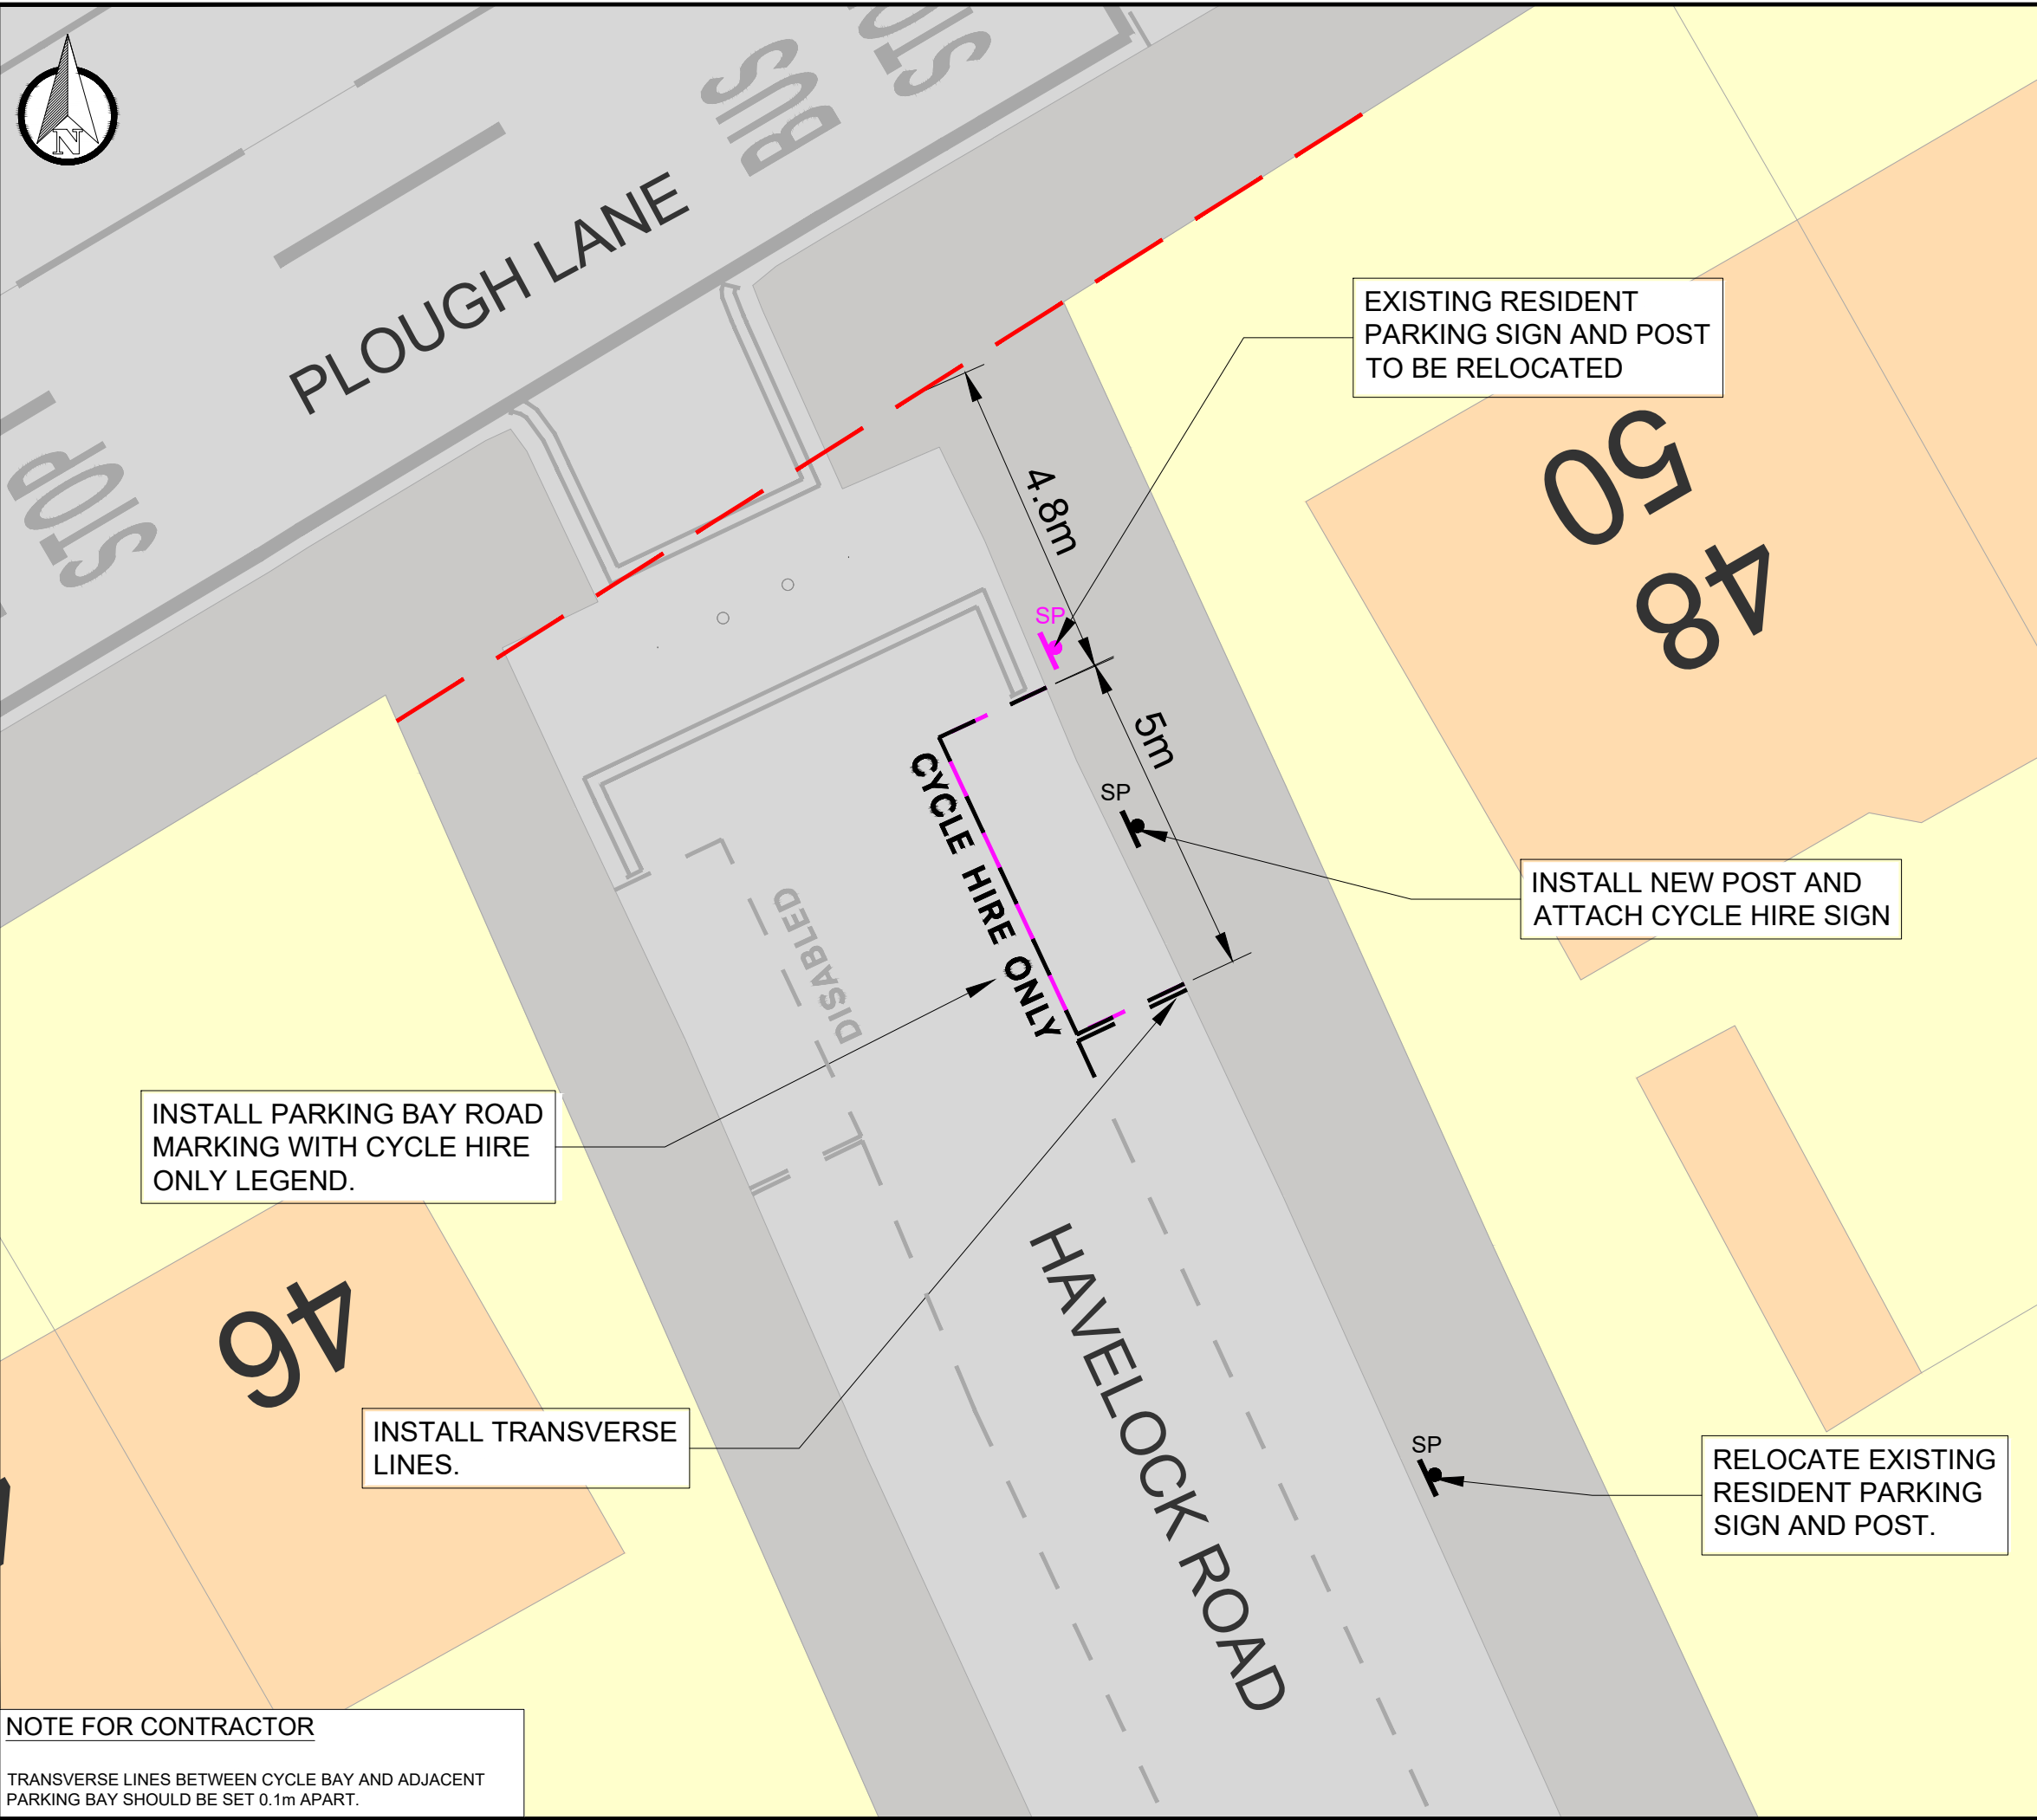 N
BUS
STOP
PLOUGH LANE
STOP
EXISTING RESIDENT
PARKING SIGN AND POST
TO BE RELOCATED
50
48
4.8m
SP
5m
SP
CYCLE HIRE ONLY
DISABLED
INSTALL NEW POST AND
ATTACH CYCLE HIRE SIGN
INSTALL PARKING BAY ROAD
MARKING WITH CYCLE HIRE
ONLY LEGEND.
46
HAVELOCK ROAD
INSTALL TRANSVERSE
LINES.
SP
RELOCATE EXISTING
RESIDENT PARKING
SIGN AND POST.
NOTE FOR CONTRACTOR
TRANSVERSE LINES BETWEEN CYCLE BAY AND ADJACENT
PARKING BAY SHOULD BE SET 0.1m APART.